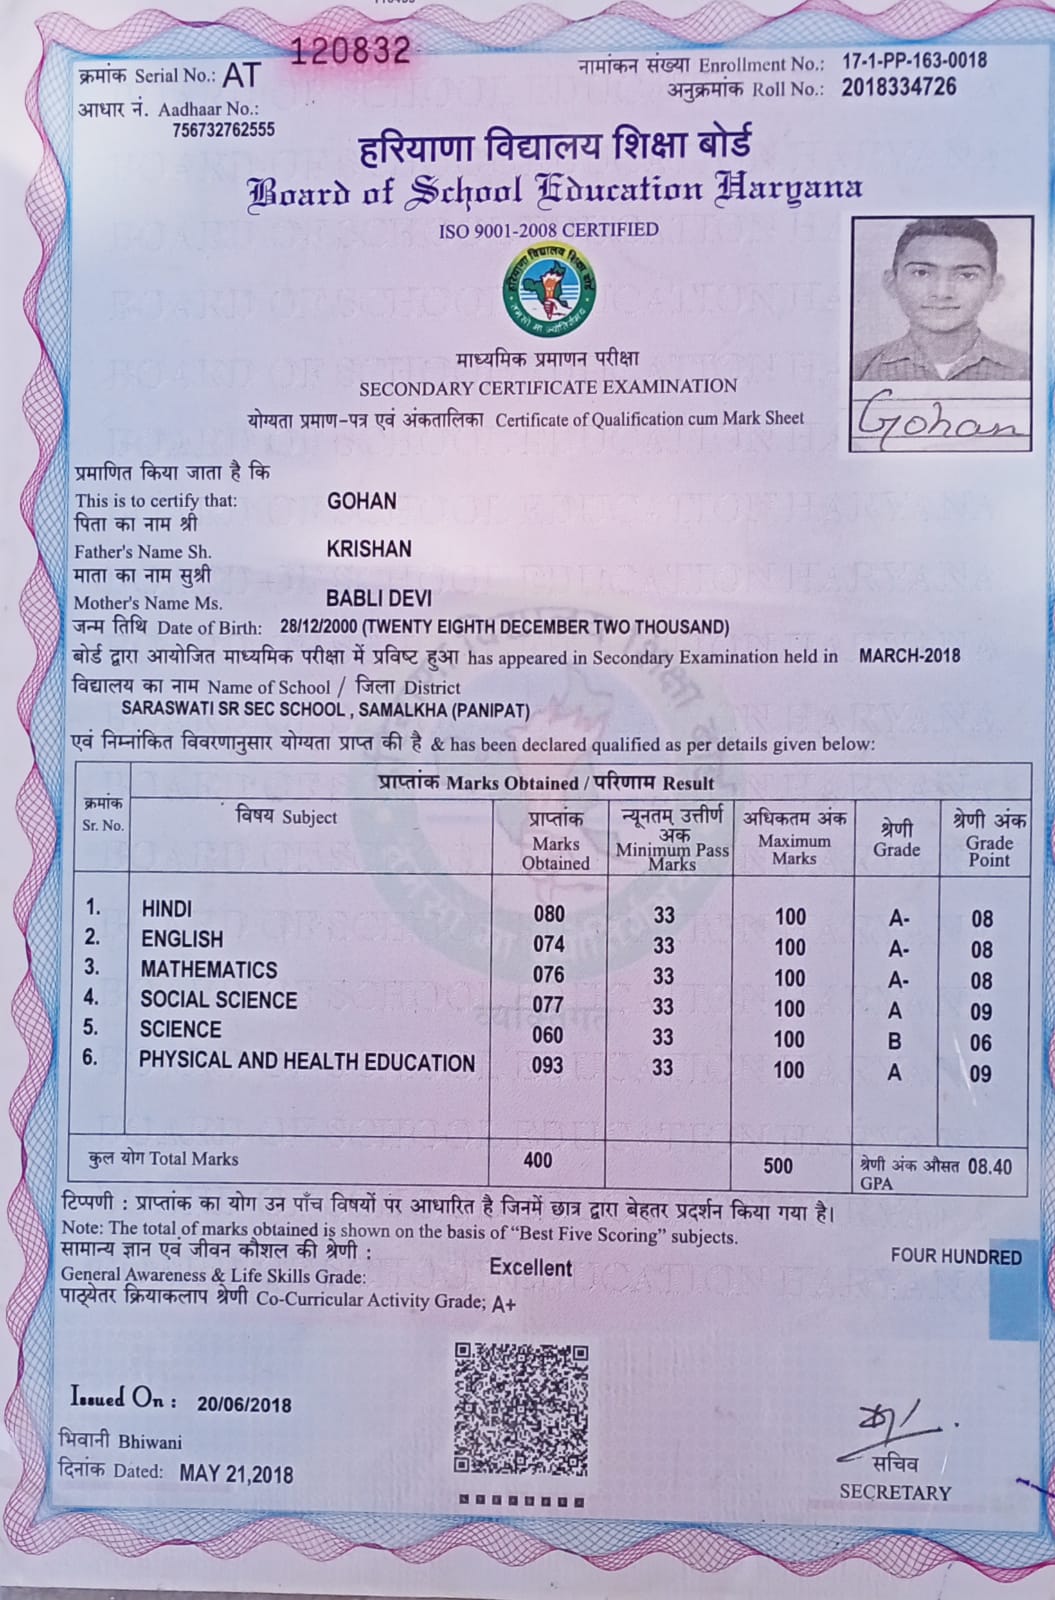 120832
क्रमांक Serial No.: AT
नामांकन संख्या Enrollment No.: 17-1-PP-163-0018
अनुक्रमांक Roll No.: 2018334726
आधार नं. Aadhaar No.:
756732762555
हरियाणा विद्यालय शिक्षा बोर्ड
Board of School Education Haryana
ISO 9001-2008 CERTIFIED
हरियाणा विद्यालय शिक्षा बोर्ड
तमसो मा ज्योतिर्गमय
माध्यमिक प्रमाणन परीक्षा
SECONDARY CERTIFICATE EXAMINATION
योग्यता प्रमाण-पत्र एवं अंकतालिका Certificate of Qualification cum Mark Sheet
Gohan
प्रमाणित किया जाता है कि
This is to certify that: GOHAN
पिता का नाम श्री
Father's Name Sh. KRISHAN
माता का नाम सुश्री
Mother's Name Ms. BABLI DEVI
जन्म तिथि Date of Birth: 28/12/2000 (TWENTY EIGHTH DECEMBER TWO THOUSAND)
बोर्ड द्वारा आयोजित माध्यमिक परीक्षा में प्रविष्ट हुआ has appeared in Secondary Examination held in MARCH-2018
विद्यालय का नाम Name of School / जिला District
SARASWATI SR SEC SCHOOL , SAMALKHA (PANIPAT)
एवं निम्नांकित विवरणानुसार योग्यता प्राप्त की है & has been declared qualified as per details given below:
प्राप्तांक Marks Obtained / परिणाम Result
क्रमांक Sr. No. विषय Subject प्राप्तांक Marks Obtained न्यूनतम उत्तीर्ण अंक Minimum Pass Marks अधिकतम अंक Maximum Marks श्रेणी Grade श्रेणी अंक Grade Point
1. HINDI 080 33 100 A- 08
2. ENGLISH 074 33 100 A- 08
3. MATHEMATICS 076 33 100 A- 08
4. SOCIAL SCIENCE 077 33 100 A 09
5. SCIENCE 060 33 100 B 06
6. PHYSICAL AND HEALTH EDUCATION 093 33 100 A 09
कुल योग Total Marks 400 500 श्रेणी अंक औसत 08.40
GPA
टिप्पणी : प्राप्तांक का योग उन पाँच विषयों पर आधारित है जिनमें छात्र द्वारा बेहतर प्रदर्शन किया गया है।
Note: The total of marks obtained is shown on the basis of “Best Five Scoring” subjects.
सामान्य ज्ञान एवं जीवन कौशल की श्रेणी :
FOUR HUNDRED
General Awareness & Life Skills Grade: Excellent
पाठ्येतर क्रियाकलाप श्रेणी Co-Curricular Activity Grade; A+
Issued On : 20/06/2018
भिवानी Bhiwani
दिनांक Dated: MAY 21,2018
सचिव
SECRETARY